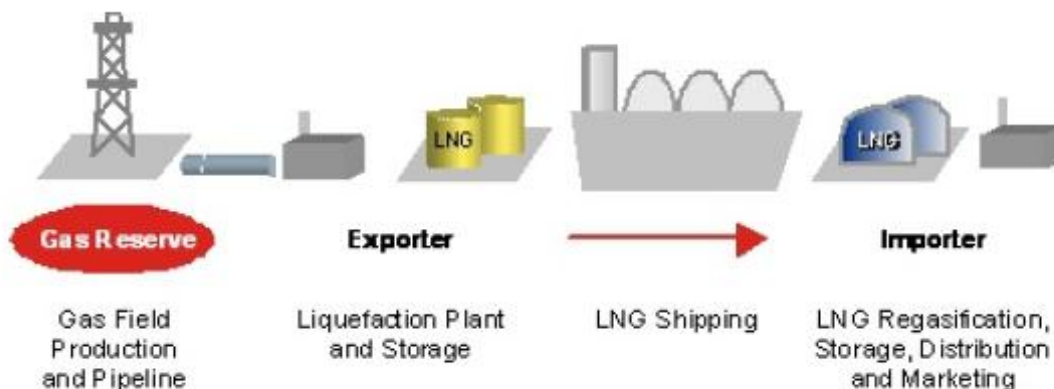 LNG
LNG
Gas Reserve
Exporter
Importer
Gas Field
Production
and Pipeline
Liquefaction Plant
and Storage
LNG Shipping
LNG Regasification,
Storage, Distribution
and Marketing